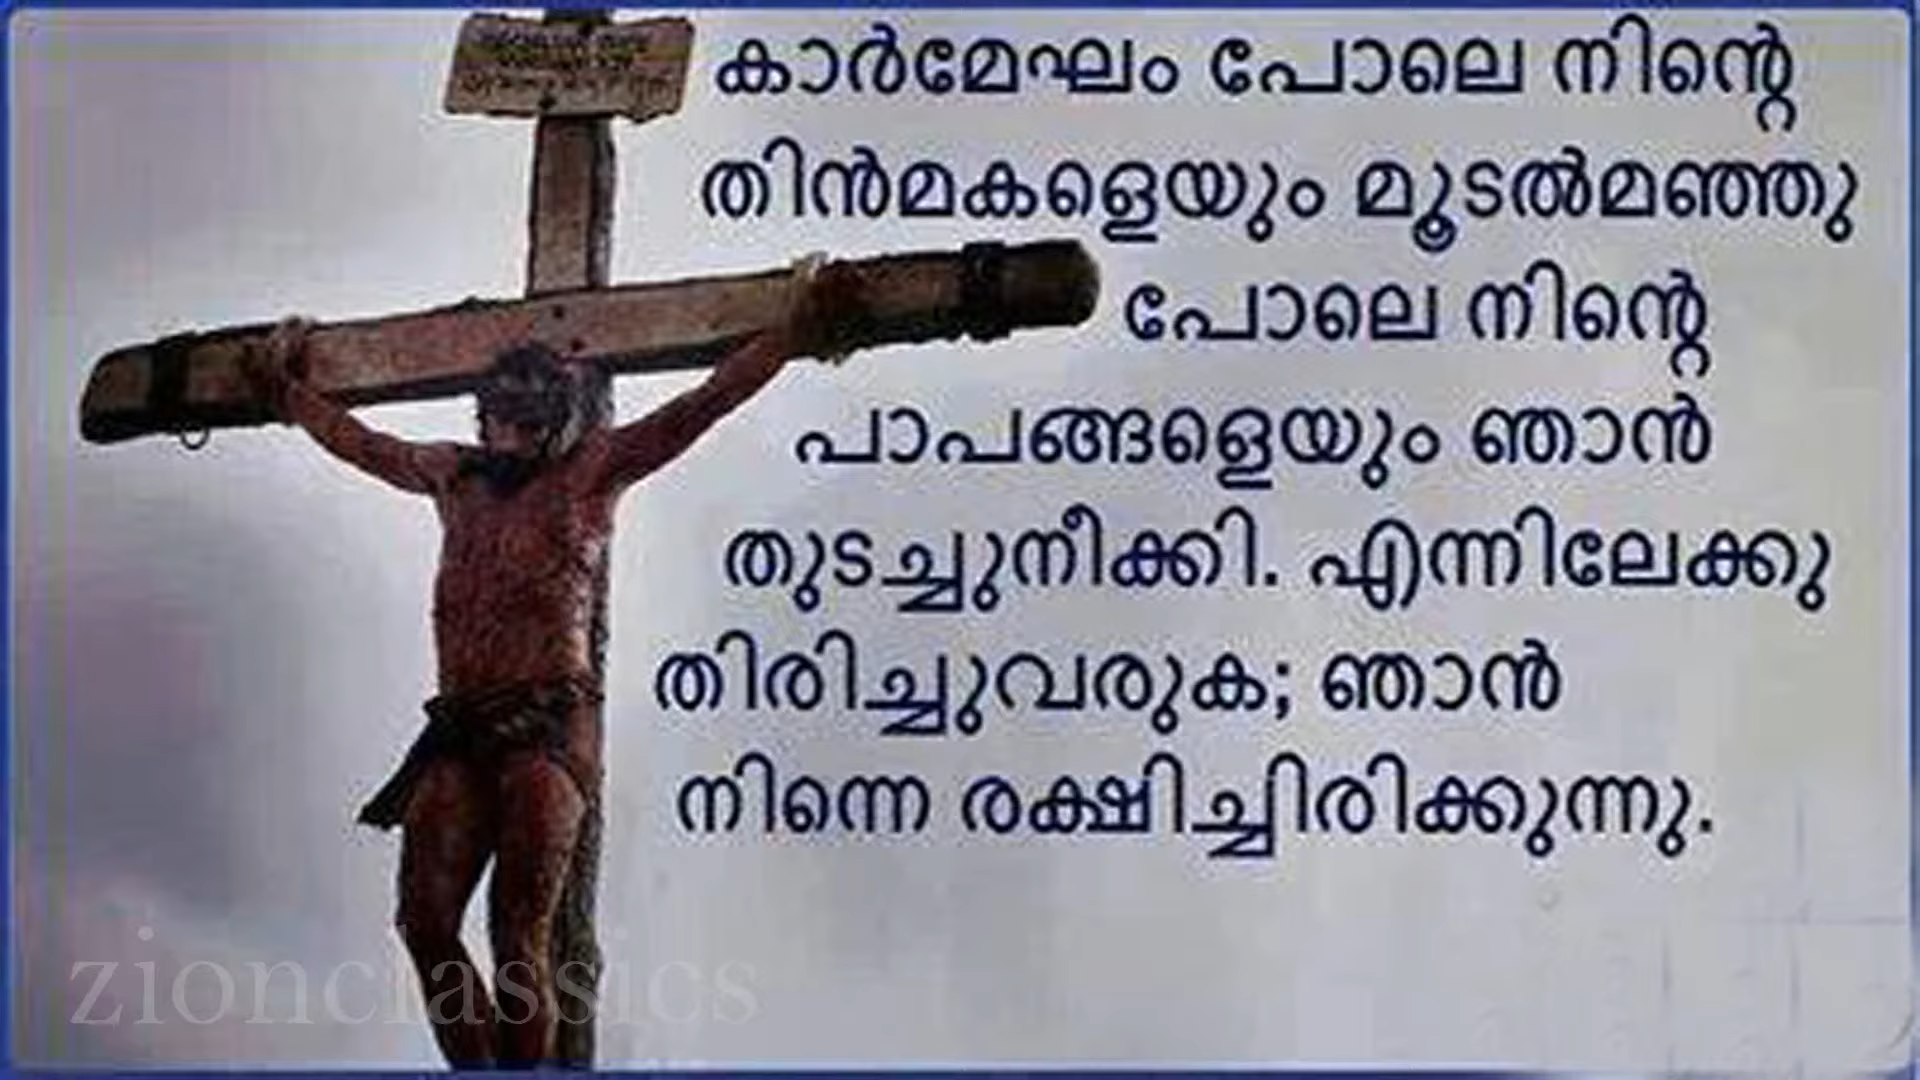 കാർമേഘം പോലെ നിന്റെ
തിൻമകളെയും മൂടൽമഞ്ഞു
പോലെ നിന്റെ
പാപങ്ങളെയും ഞാൻ
തുടച്ചുനീക്കി. എന്നിലേക്കു
തിരിച്ചുവരുക; ഞാൻ
നിന്നെ രക്ഷിച്ചിരിക്കുന്നു.
zionclassics